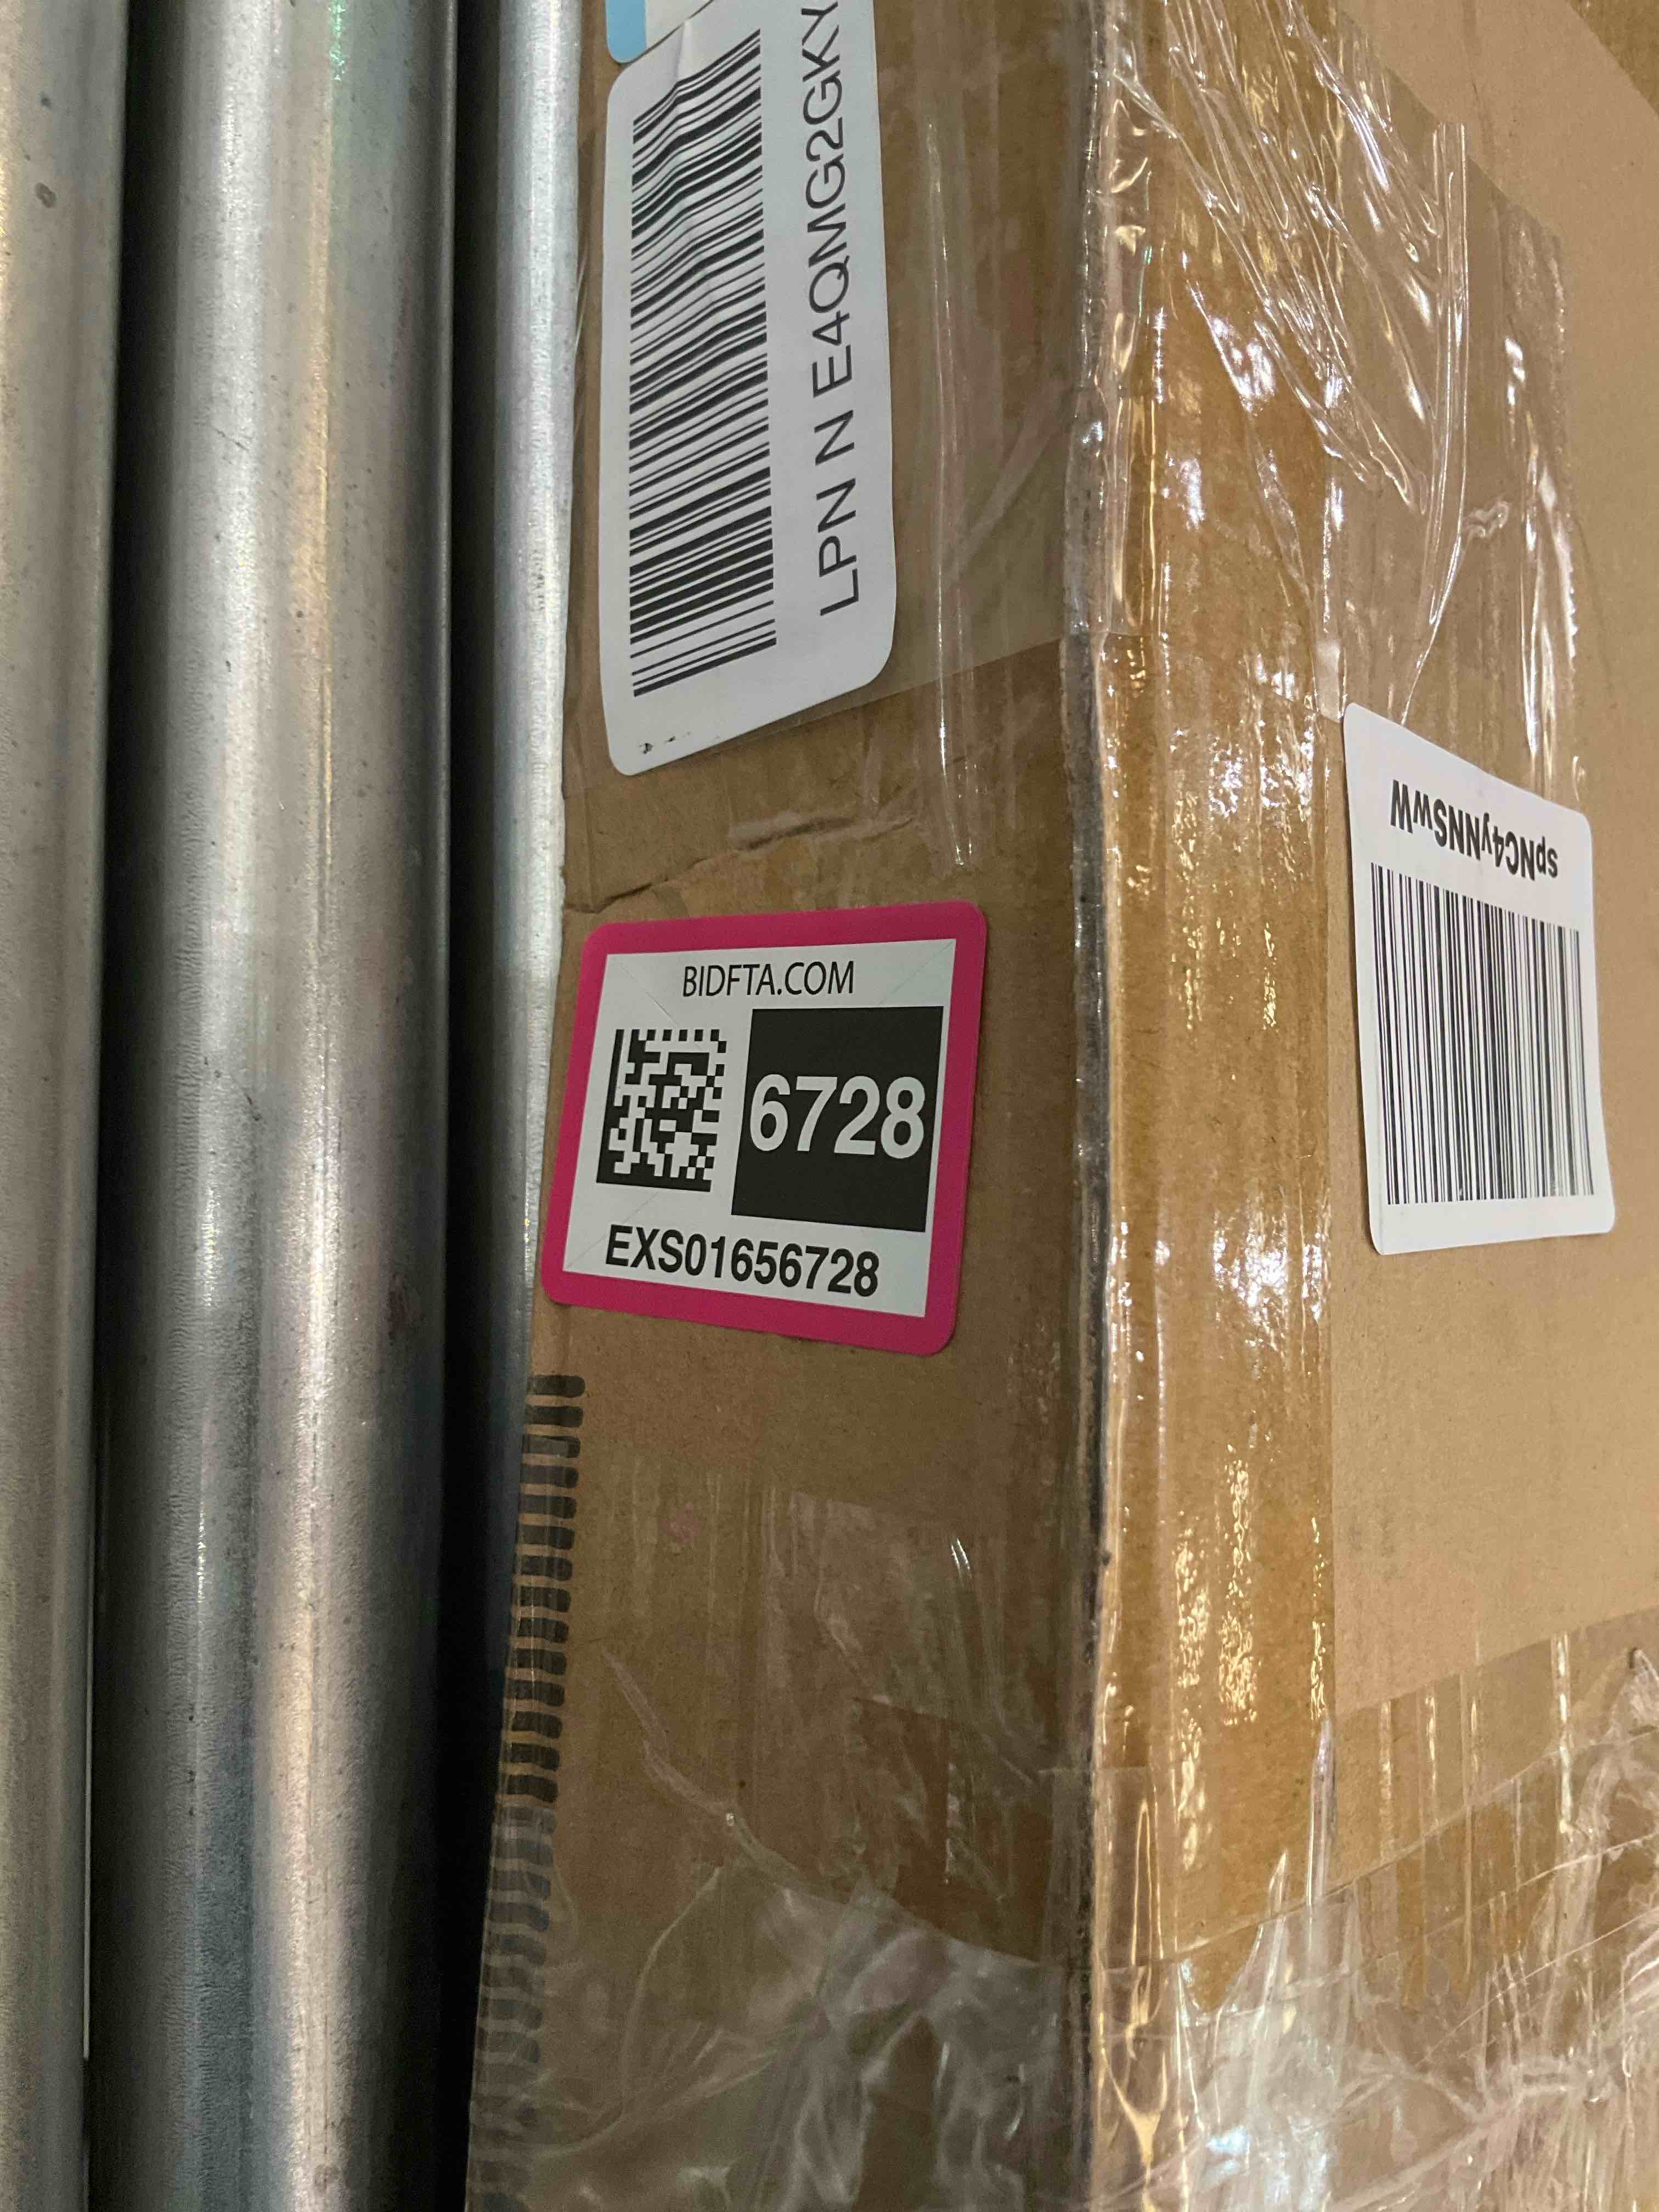 LPN N E4QMG2GKY
BIDFTA.COM
6728
EXS01656728
spNC4yNNSwW